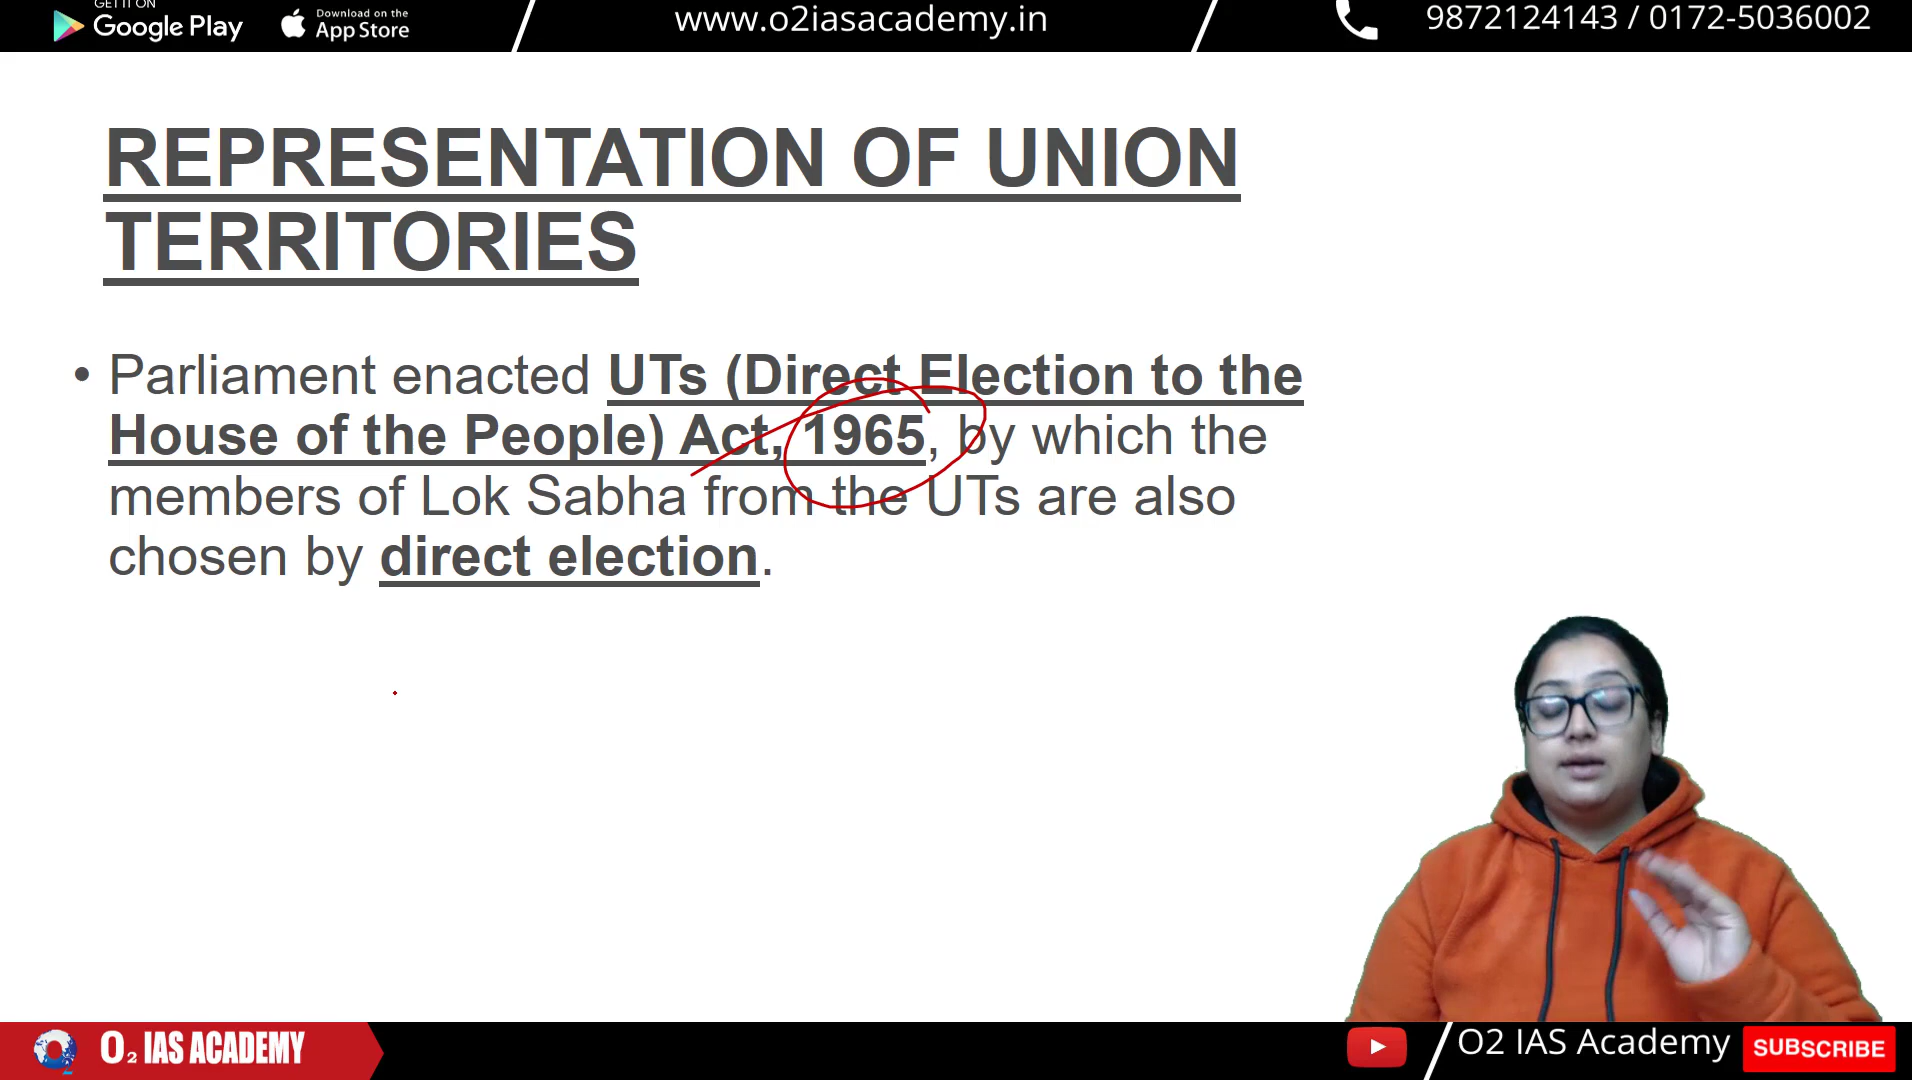 GET IT ON
Google Play
Download on the
App Store
www.o2iasacademy.in
9872124143 / 0172-5036002
REPRESENTATION OF UNION
TERRITORIES
• Parliament enacted UTs (Direct Election to the
House of the People) Act, 1965, by which the
members of Lok Sabha from the UTs are also
chosen by direct election.
O2 IAS ACADEMY
O2 IAS Academy
SUBSCRIBE